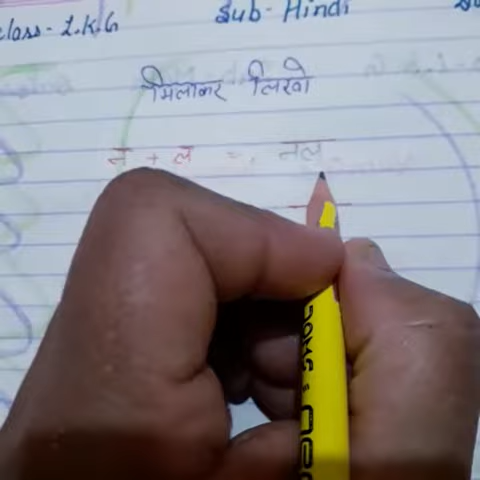 class- L.K.G Sub- Hindi
मिलाकर लिखो
न + ल = नल